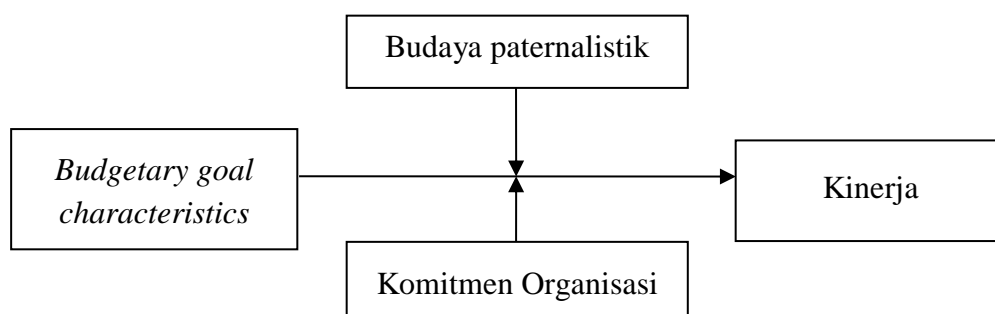 Budaya paternalistik
Budgetary goal
characteristics
Kinerja
Komitmen Organisasi